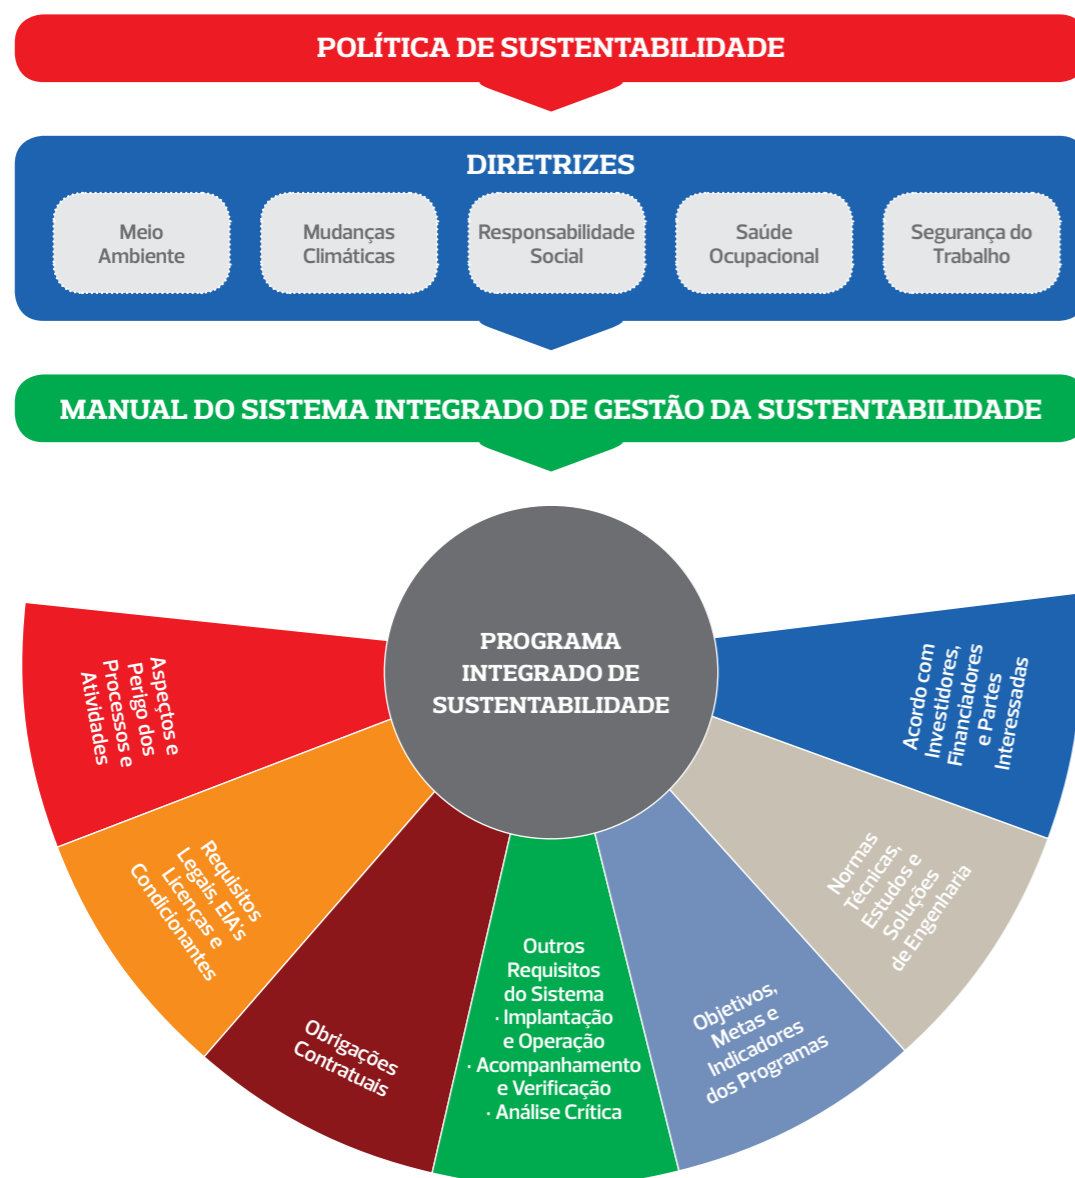 POLÍTICA DE SUSTENTABILIDADE
DIRETRIZES
Meio
Ambiente
Mudanças
Climáticas
Responsabilidade
Social
Saúde
Ocupacional
Segurança do
Trabalho
MANUAL DO SISTEMA INTEGRADO DE GESTÃO DA SUSTENTABILIDADE
PROGRAMA
INTEGRADO DE
SUSTENTABILIDADE
Aspeçtos e
Perigo dos
Processos e
Atividades
Requisitos
Legais, EIA's
Licenças e
Condicionantes
Obrigações
Contratuais
Outros
Requisitos
do Sistema
· Implantação
e Operação
· Acompanhamento
e Verificação
· Análise Crítica
Objetivos,
Metas e
Indicadores
dos Programas
Normas
Técnicas,
Estudos e
Soluções
de Engenharia
Acordo com
Investidores,
Financiadores
e Partes
Interessadas